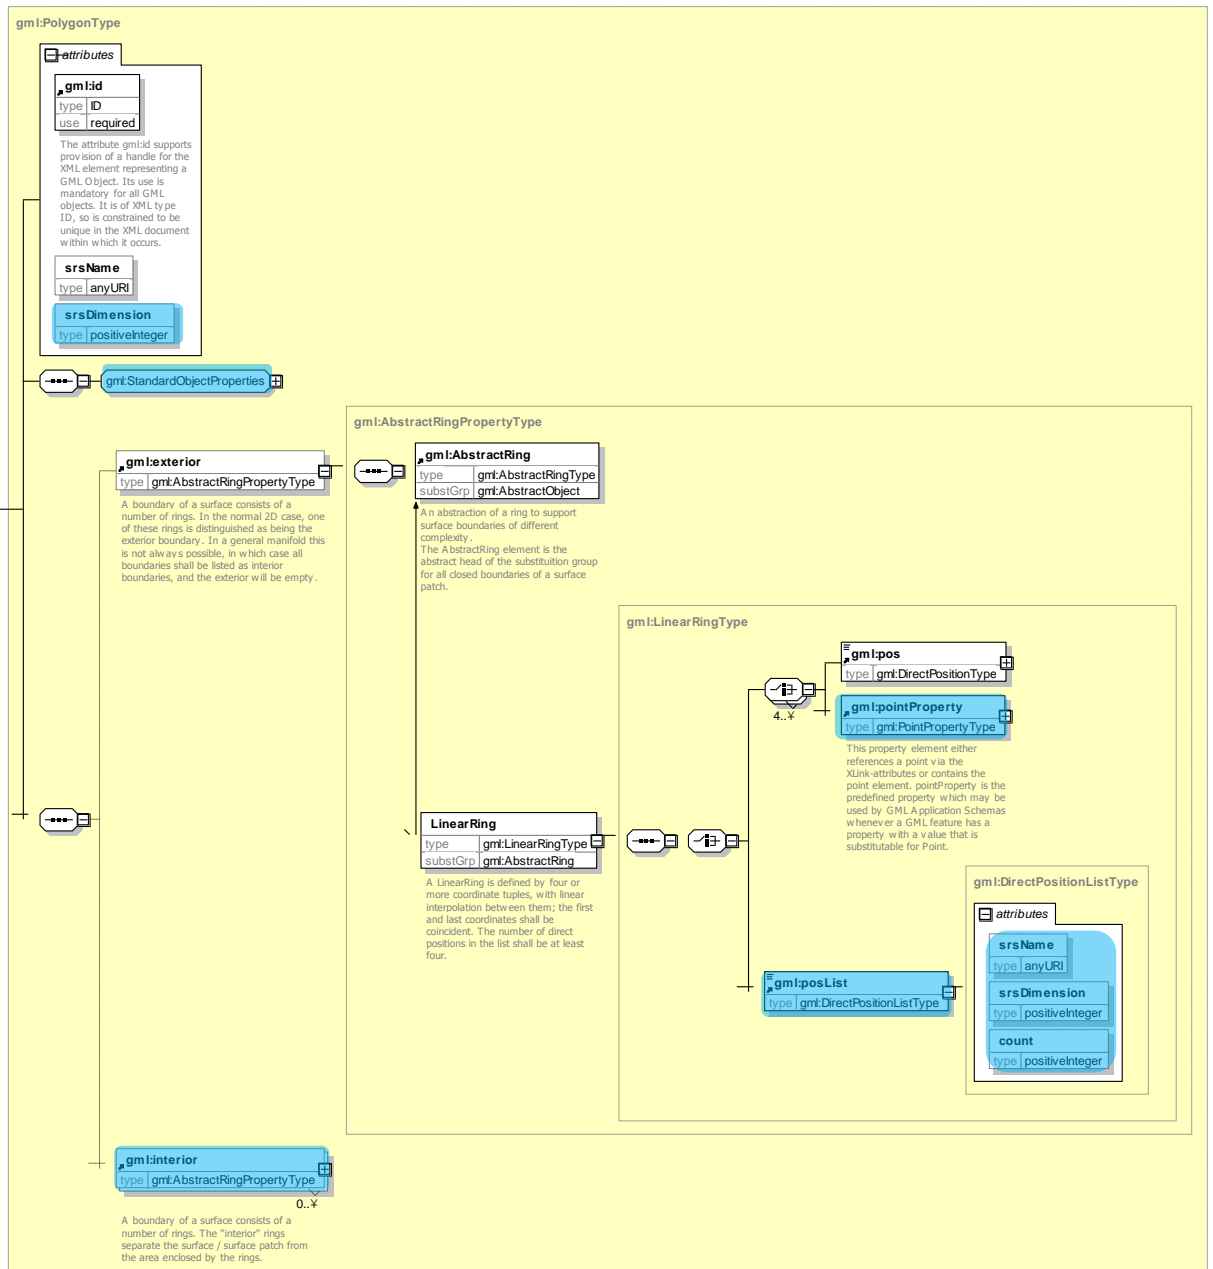 gml:PolygonType
attributes
gml:id
type ID
use required
The attribute gml:id supports
provision of a handle for the
XML element representing a
GML Object. Its use is
mandatory for all GML
objects. It is of XML type
ID, so is constrained to be
unique in the XML document
within which it occurs.
srsName
type anyURI
srsDimension
type positiveInteger
gml:StandardObjectProperties
gml:exterior
type gml:AbstractRingPropertyType
A boundary of a surface consists of a
number of rings. In the normal 2D case, one
of these rings is distinguished as being the
exterior boundary. In a general manifold this
is not always possible, in which case all
boundaries shall be listed as interior
boundaries, and the exterior will be empty.
gml:AbstractRingPropertyType
gml:AbstractRing
type gml:AbstractRingType
substGrp gml:AbstractObject
An abstraction of a ring to support
surface boundaries of different
complexity.
The AbstractRing element is the
abstract head of the substituition group
for all closed boundaries of a surface
patch.
LinearRing
type gml:LinearRingType
substGrp gml:AbstractRing
A LinearRing is defined by four or
more coordinate tuples, with linear
interpolation between them; the first
and last coordinates shall be
coincident. The number of direct
positions in the list shall be at least
four.
gml:LinearRingType
4..¥
gml:pos
type gml:DirectPositionType
gml:pointProperty
type gml:PointPropertyType
This property element either
references a point via the
XLink-attributes or contains the
point element. pointProperty is the
predefined property which may be
used by GML Application Schemas
whenever a GML feature has a
property with a value that is
substitutable for Point.
gml:posList
type gml:DirectPositionListType
gml:DirectPositionListType
attributes
srsName
type anyURI
srsDimension
type positiveInteger
count
type positiveInteger
gml:interior
type gml:AbstractRingPropertyType
0..¥
A boundary of a surface consists of a
number of rings. The "interior" rings
separate the surface / surface patch from
the area enclosed by the rings.